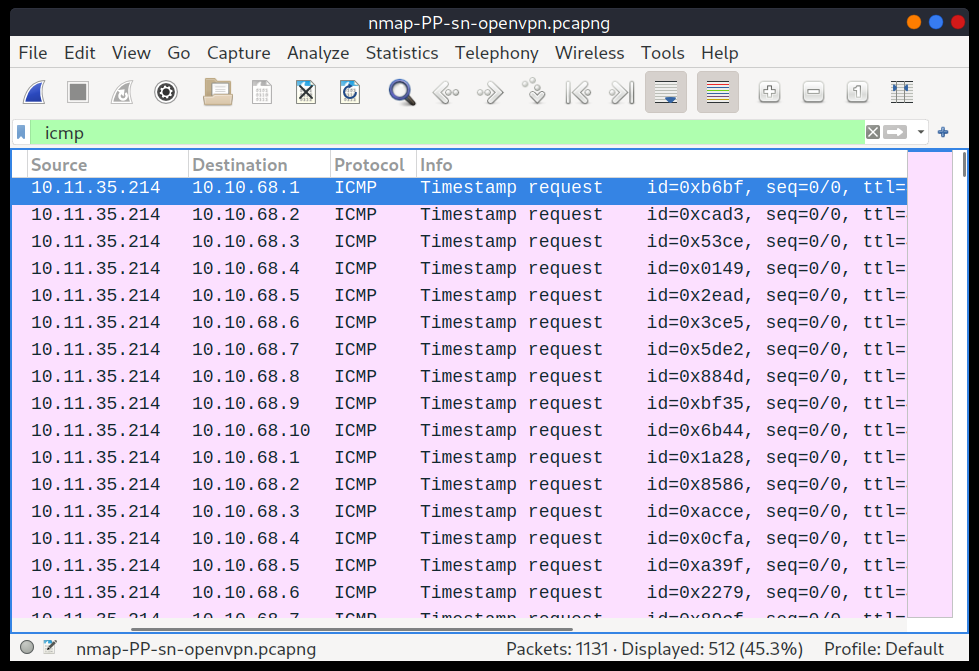 nmap-PP-sn-openvpn.pcapng
File Edit View Go Capture Analyze Statistics Telephony Wireless Tools Help
icmp
Source Destination Protocol Info
10.11.35.214 10.10.68.1 ICMP Timestamp request id=0xb6bf, seq=0/0, ttl=
10.11.35.214 10.10.68.2 ICMP Timestamp request id=0xcad3, seq=0/0, ttl=
10.11.35.214 10.10.68.3 ICMP Timestamp request id=0x53ce, seq=0/0, ttl=
10.11.35.214 10.10.68.4 ICMP Timestamp request id=0x0149, seq=0/0, ttl=
10.11.35.214 10.10.68.5 ICMP Timestamp request id=0x2ead, seq=0/0, ttl=
10.11.35.214 10.10.68.6 ICMP Timestamp request id=0x3ce5, seq=0/0, ttl=
10.11.35.214 10.10.68.7 ICMP Timestamp request id=0x5de2, seq=0/0, ttl=
10.11.35.214 10.10.68.8 ICMP Timestamp request id=0x884d, seq=0/0, ttl=
10.11.35.214 10.10.68.9 ICMP Timestamp request id=0xbf35, seq=0/0, ttl=
10.11.35.214 10.10.68.10 ICMP Timestamp request id=0x6b44, seq=0/0, ttl=
10.11.35.214 10.10.68.1 ICMP Timestamp request id=0x1a28, seq=0/0, ttl=
10.11.35.214 10.10.68.2 ICMP Timestamp request id=0x8586, seq=0/0, ttl=
10.11.35.214 10.10.68.3 ICMP Timestamp request id=0xacce, seq=0/0, ttl=
10.11.35.214 10.10.68.4 ICMP Timestamp request id=0x0cfa, seq=0/0, ttl=
10.11.35.214 10.10.68.5 ICMP Timestamp request id=0xa39f, seq=0/0, ttl=
10.11.35.214 10.10.68.6 ICMP Timestamp request id=0x2279, seq=0/0, ttl=
10.11.35.214 10.10.68.7 ICMP Timestamp request seq=0/0, ttl=
nmap-PP-sn-openvpn.pcapng Packets: 1131 · Displayed: 512 (45.3%) Profile: Default